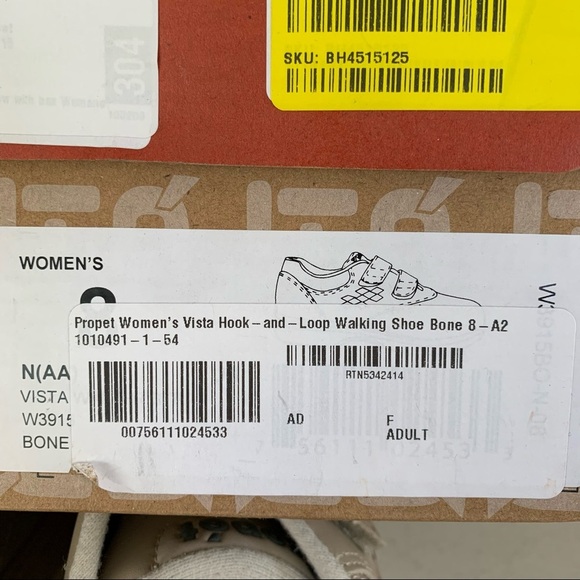 304
SKU: BH4515125
WOMEN'S
Propet Women's Vista Hook-and-Loop Walking Shoe Bone 8-A2
1010491-1-54
N(AA
VISTA
W3915
BONE
RTN5342414
00756111024533
AD
F
ADULT